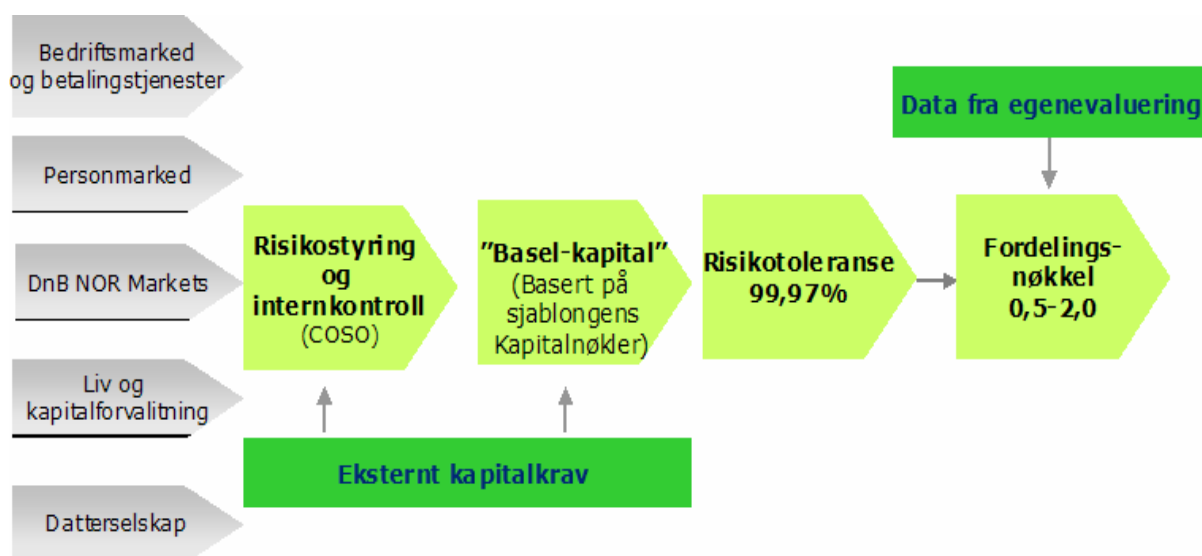 Bedriftsmarked
og betalingstjenester
Personmarked
DnB NOR Markets
Liv og
kapitalforvalitning
Datterselskap
Risikostyring
og
internkontroll
(COSO)
”Basel-kapital”
(Basert på
sjablongens
Kapitalnøkler)
Risikotoleranse
99,97%
Data fra egenevaluering
Fordelings-
nøkkel
0,5-2,0
Eksternt kapitalkrav